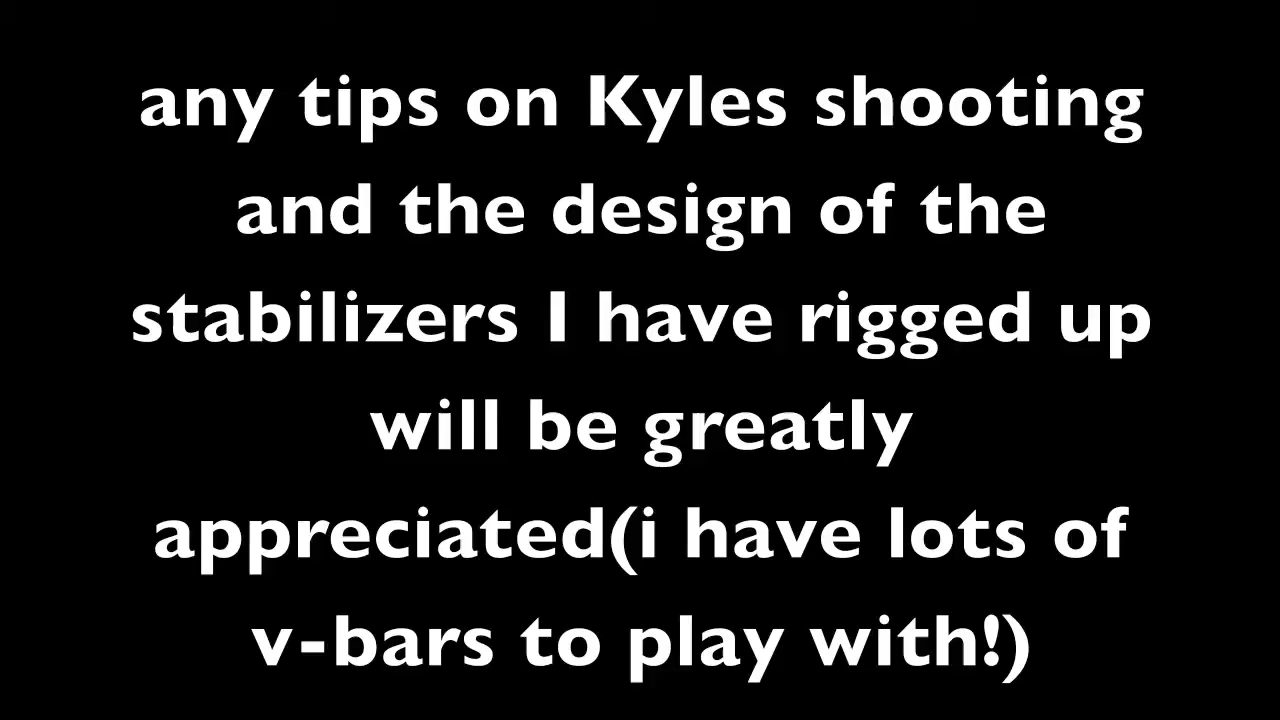 any tips on Kyles shooting
and the design of the
stabilizers I have rigged up
will be greatly
appreciated(i have lots of
v-bars to play with!)